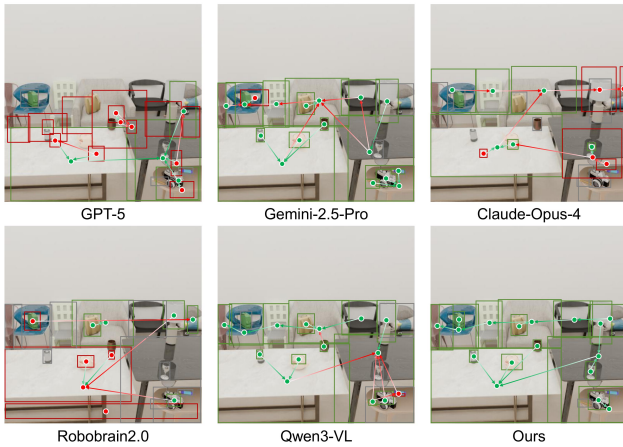 GPT-5
Gemini-2.5-Pro
Claude-Opus-4
Robobrain2.0
Qwen3-VL
Ours